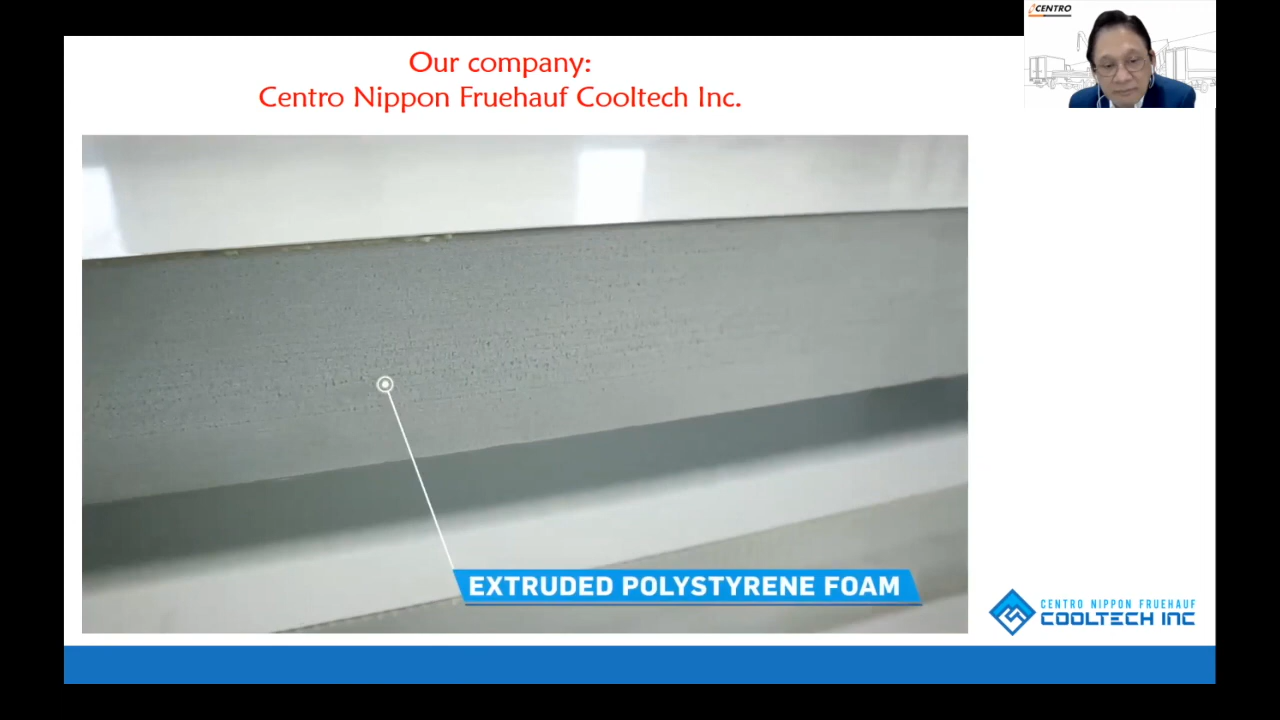 Our company:
Centro Nippon Fruehauf Cooltech Inc.
CENTRO
EXTRUDED POLYSTYRENE FOAM
CENTRO NIPPON FRUEHAUF
COOLTECH INC